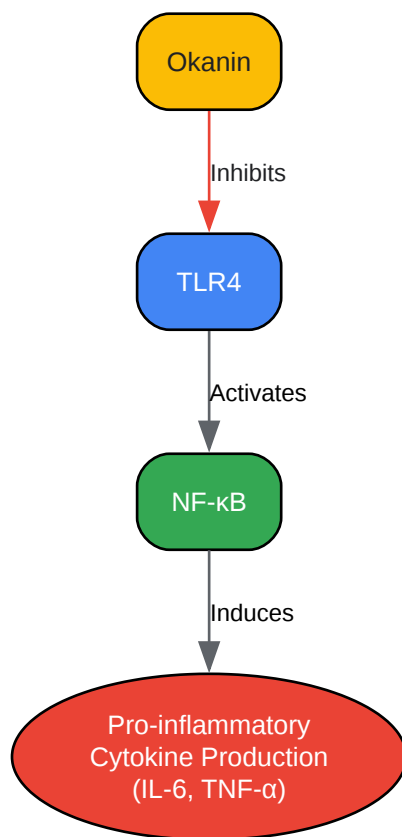 Okanin
Inhibits
TLR4
Activates
NF-κB
Induces
Pro-inflammatory
Cytokine Production
(IL-6, TNF-α)